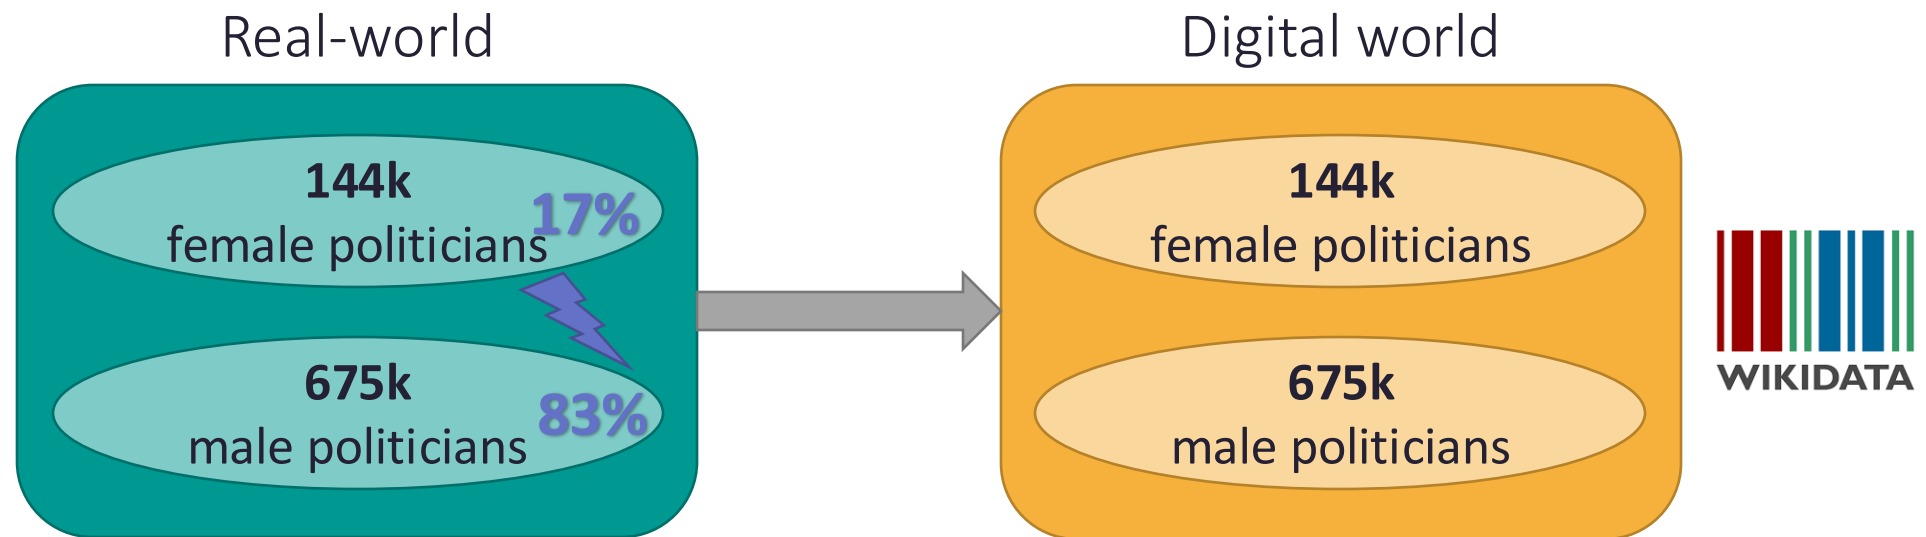 Real-world
144k
female politicians
17%
675k
male politicians
83%
Digital world
144k
female politicians
675k
male politicians
WIKIDATA